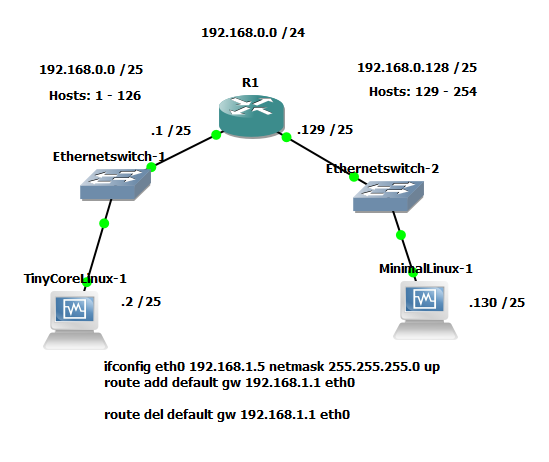 192.168.0.0 /24
192.168.0.0 /25
Hosts: 1 - 126
192.168.0.128 /25
Hosts: 129 - 254
R1
.1 /25
.129 /25
Ethernetswitch-1
Ethernetswitch-2
TinyCoreLinux-1
.2 /25
MinimalLinux-1
.130 /25
ifconfig eth0 192.168.1.5 netmask 255.255.255.0 up
route add default gw 192.168.1.1 eth0
route del default gw 192.168.1.1 eth0